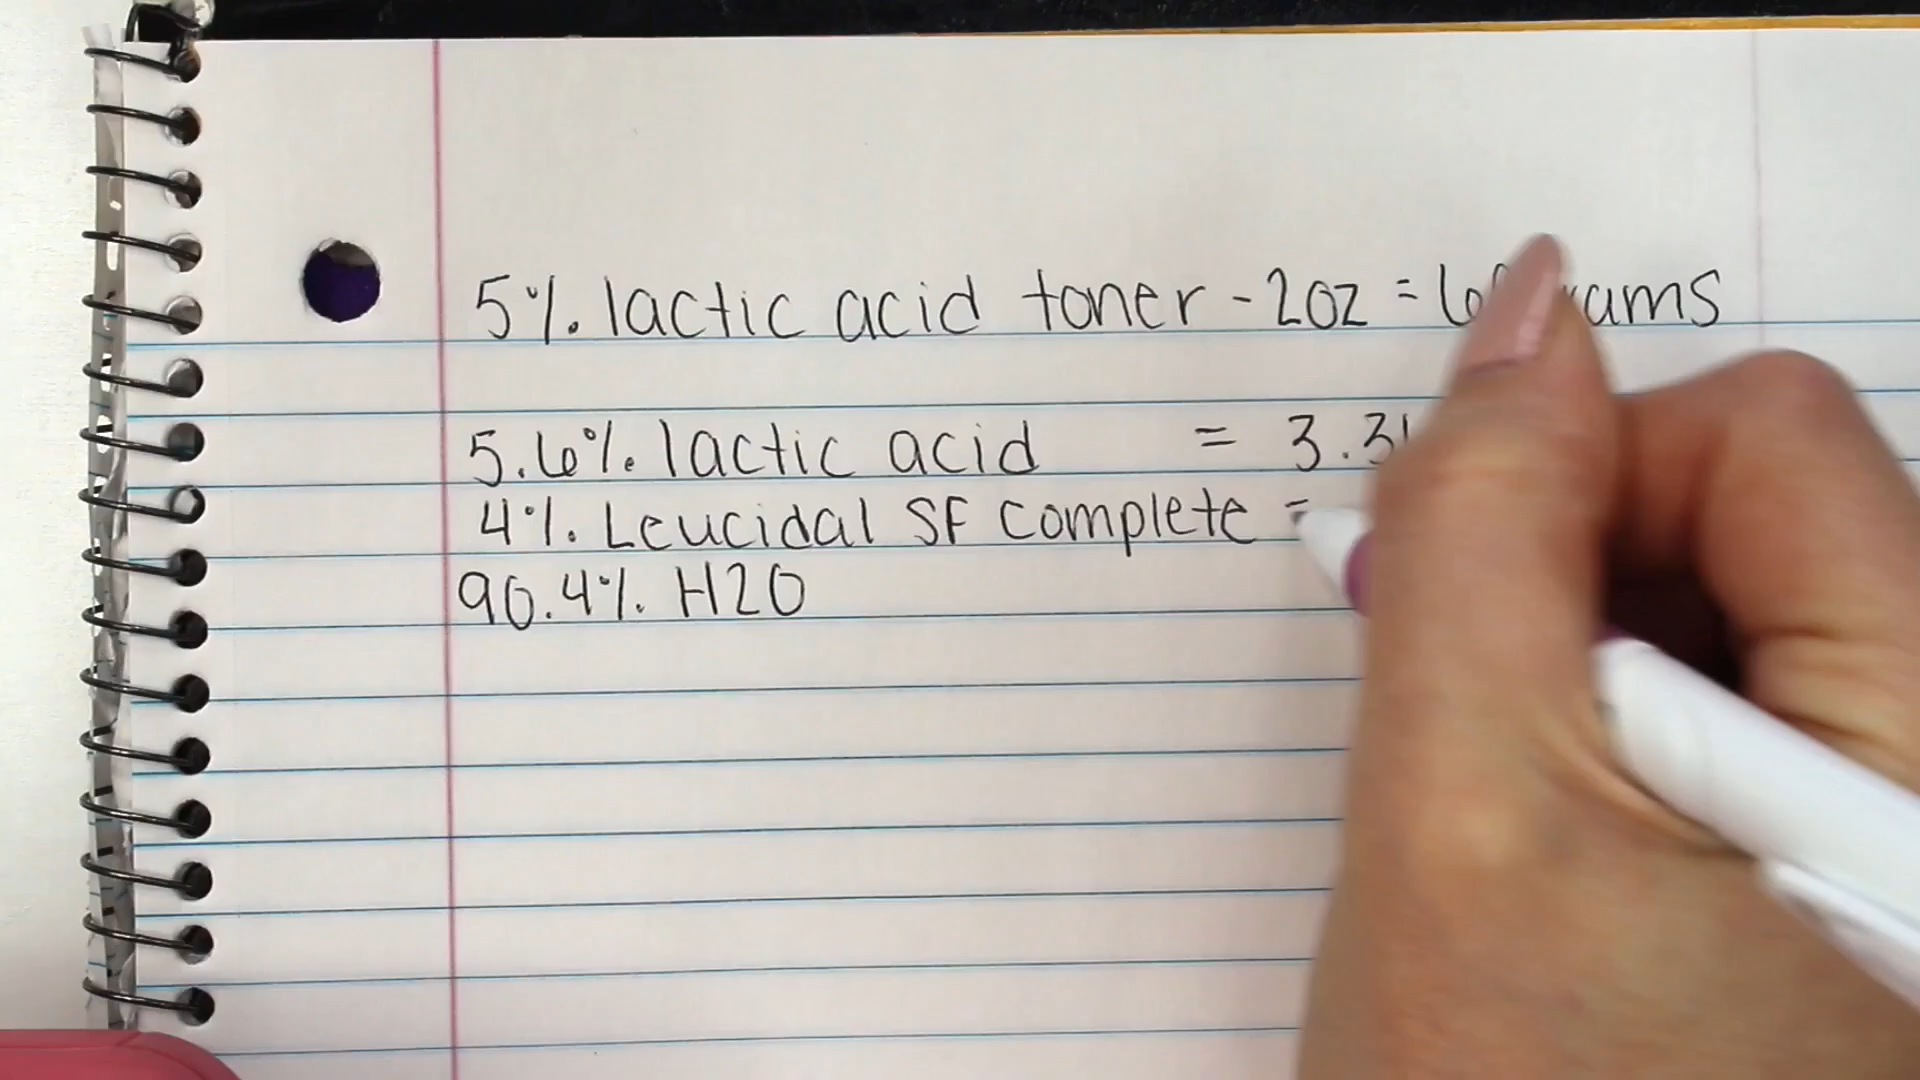 5%. lactic acid toner - 2oz =
5.6%. lactic acid = 3.3
4%. Leucidal SF complete =
90.4%. H2O